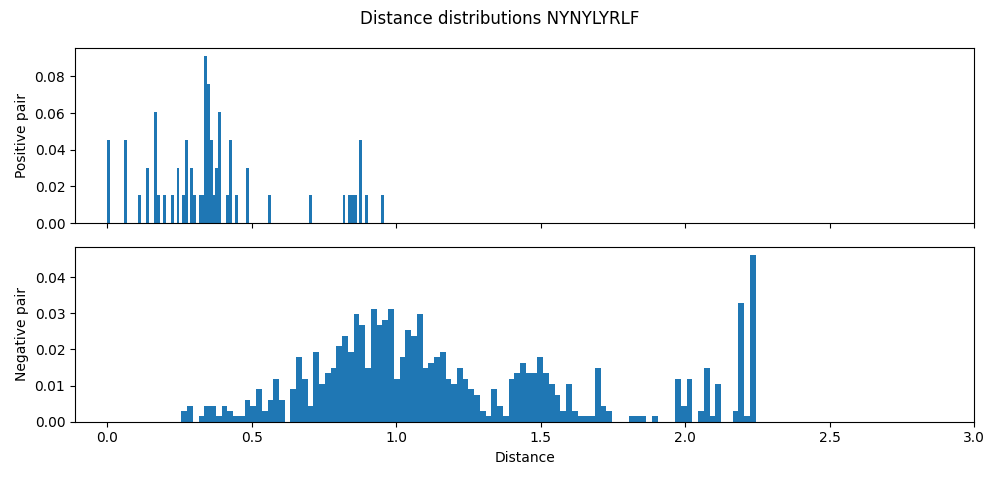 Distance distributions NYNYLYRLF
Positive pair
0.08
0.06
0.04
0.02
0.00
Negative pair
0.04
0.03
0.02
0.01
0.00
0.0 0.5 1.0 1.5 2.0 2.5 3.0
Distance